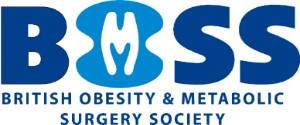 BOMSS
BRITISH OBESITY & METABOLIC
SURGERY SOCIETY